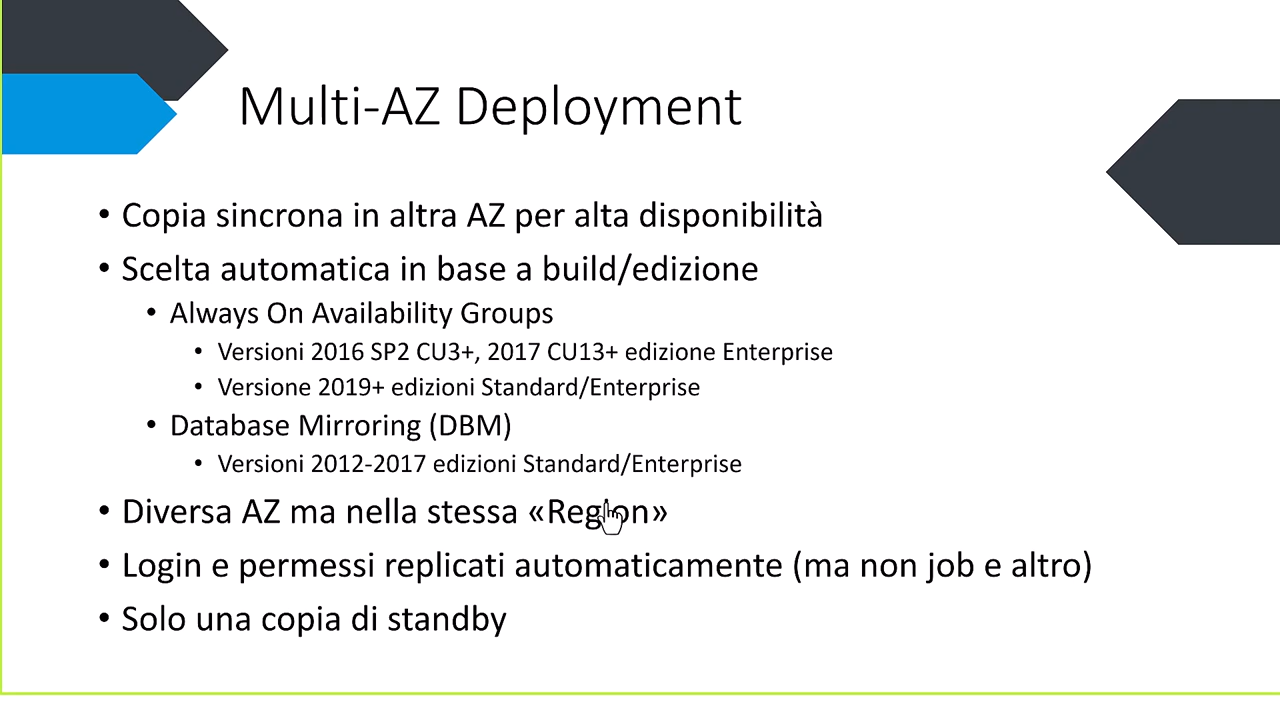 Multi-AZ Deployment
• Copia sincrona in altra AZ per alta disponibilità
• Scelta automatica in base a build/edizione
• Always On Availability Groups
• Versioni 2016 SP2 CU3+, 2017 CU13+ edizione Enterprise
• Versione 2019+ edizioni Standard/Enterprise
• Database Mirroring (DBM)
• Versioni 2012-2017 edizioni Standard/Enterprise
• Diversa AZ ma nella stessa «Region»
• Login e permessi replicati automaticamente (ma non job e altro)
• Solo una copia di standby